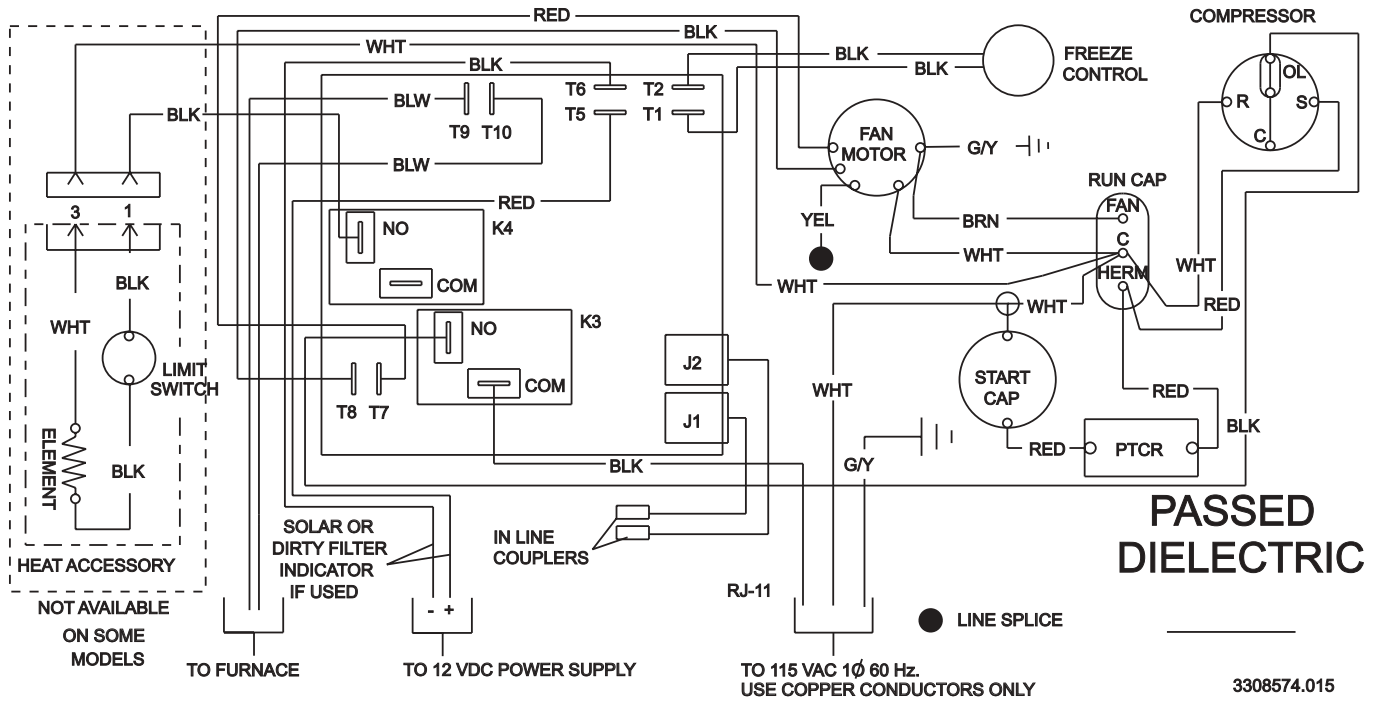 RED
COMPRESSOR
BLK
WHT
BLK
FREEZE
CONTROL
BLK
BLK
OL
R
S
C
T6
T2
BLW
T5
T1
T9
T10
BLK
FAN
MOTOR
G/Y
BLW
RUN CAP
RED
FAN
3
1
NO
K4
YEL
BRN
C
WHT
WHT
HERM
BLK
COM
WHT
RED
WHT
WHT
NO
K3
LIMIT
SWITCH
J2
START
CAP
COM
WHT
RED
T8
T7
J1
BLK
ELEMENT
RED
PTCR
BLK
BLK
G/Y
PASSED
DIELECTRIC
SOLAR OR
DIRTY FILTER
INDICATOR
IF USED
IN LINE
COUPLERS
HEAT ACCESSORY
RJ-11
NOT AVAILABLE
ON SOME
MODELS
- +
LINE SPLICE
TO FURNACE
TO 12 VDC POWER SUPPLY
TO 115 VAC 1Ø 60 Hz.
USE COPPER CONDUCTORS ONLY
3308574.015